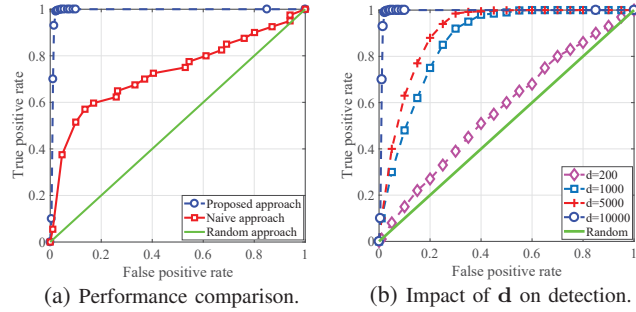 1
0.8
0.6
0.4
0.2
0
True positive rate
0 0.2 0.4 0.6 0.8 1
False positive rate
Proposed approach
Naive approach
Random approach
(a) Performance comparison.
1
0.8
0.6
0.4
0.2
0
True positive rate
0 0.2 0.4 0.6 0.8 1
False positive rate
d=200
d=1000
d=5000
d=10000
Random
(b) Impact of d on detection.